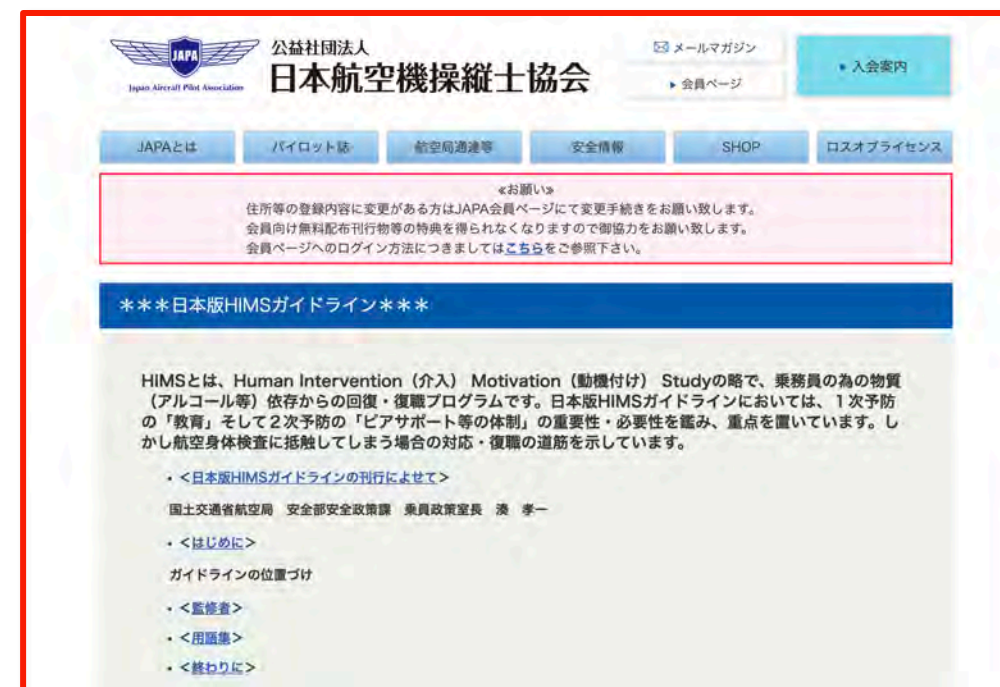 JAPA
Japan Aircraft Pilot Association
公益社団法人
日本航空機操縦士協会
メールマガジン
会員ページ
入会案内
JAPAとは
パイロット誌
航空局通達等
安全情報
SHOP
ロスオブライセンス
≪お願い≫
住所等の登録内容に変更がある方はJAPA会員ページにて変更手続きをお願い致します。
会員向け無料配布刊行物等の特典を得られなくなりますので御協力をお願い致します。
会員ページへのログイン方法につきましてはこちらをご参照下さい。
＊＊＊日本版HIMSガイドライン＊＊＊
HIMSとは、Human Intervention（介入） Motivation（動機付け） Studyの略で、乗務員の為の物質
（アルコール等）依存からの回復・復職プログラムです。日本版HIMSガイドラインにおいては、１次予防
の「教育」そして２次予防の「ピアサポート等の体制」の重要性・必要性を鑑み、重点を置いています。し
かし航空身体検査に抵触してしまう場合の対応・復職の道筋を示しています。
・＜日本版HIMSガイドラインの刊行によせて＞
国土交通省航空局　安全部安全政策課　乗員政策室長　湊　孝一
・＜はじめに＞
ガイドラインの位置づけ
・＜監修者＞
・＜用語集＞
・＜終わりに＞